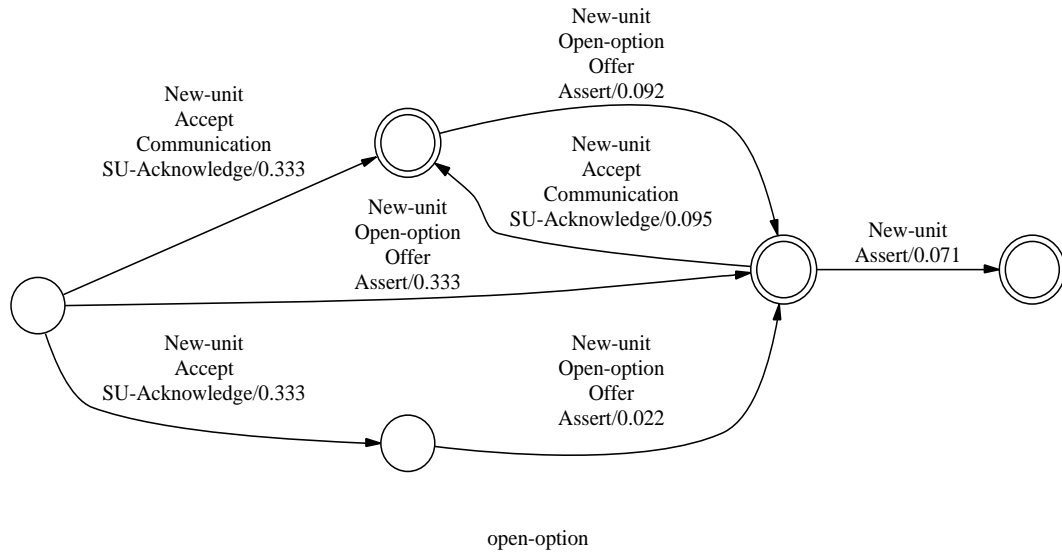 New-unit
Open-option
Offer
Assert/0.092
New-unit
Accept
Communication
SU-Acknowledge/0.333
New-unit
Accept
Communication
SU-Acknowledge/0.095
New-unit
Open-option
Offer
Assert/0.333
New-unit
Assert/0.071
New-unit
Accept
SU-Acknowledge/0.333
New-unit
Open-option
Offer
Assert/0.022
open-option